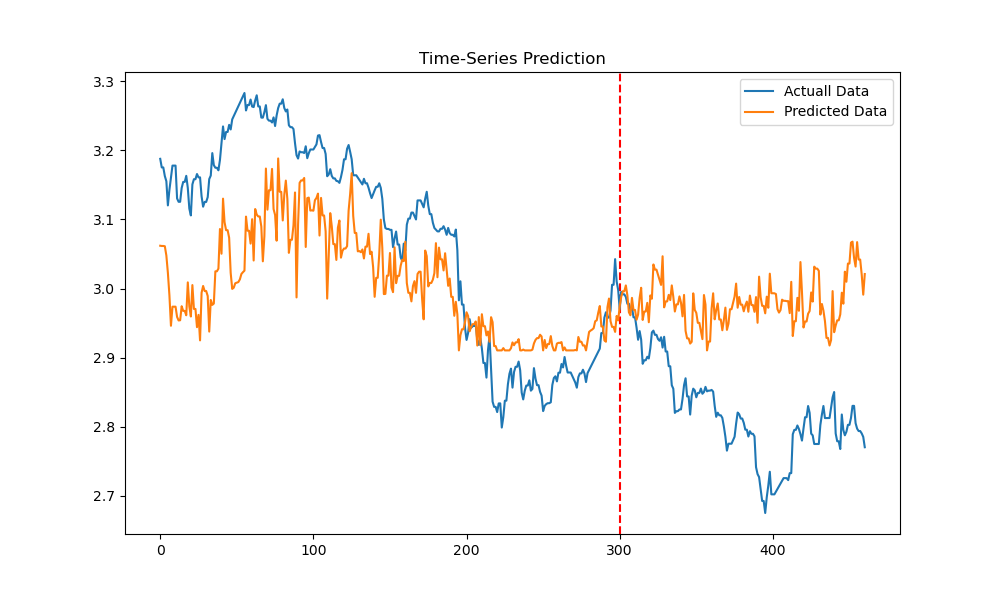 Time-Series Prediction
Actuall Data
Predicted Data
3.3
3.2
3.1
3.0
2.9
2.8
2.7
0 100 200 300 400